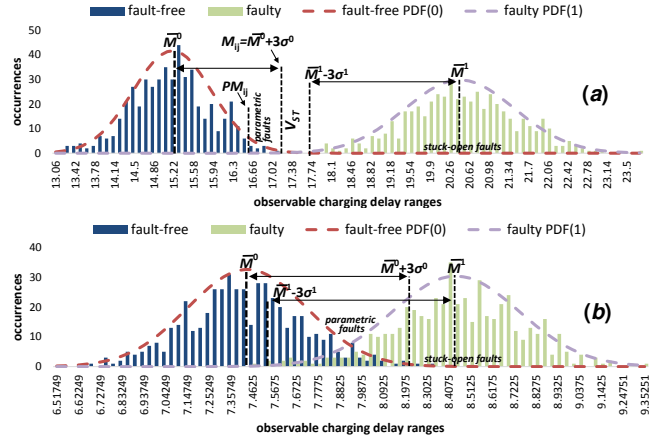 fault-free faulty fault-free PDF(0) faulty PDF(1)
50
40
30
20
10
0
occurrences
M̅⁰
M_ij=M̅⁰+3σ⁰
PM_ij
parametric faults
V_ST
M̅¹-3σ¹
M̅¹
(a)
stuck-open faults
13.06 13.42 13.78 14.14 14.5 14.86 15.22 15.58 15.94 16.3 16.66 17.02 17.38 17.74 18.1 18.46 18.82 19.18 19.54 19.9 20.26 20.62 20.98 21.34 21.7 22.06 22.42 22.78 23.14 23.5
observable charging delay ranges
fault-free faulty fault-free PDF(0) faulty PDF(1)
40
30
20
10
0
occurrences
M̅⁰
M̅⁰+3σ⁰
M̅¹
M̅¹-3σ¹
(b)
parametric faults
stuck-open faults
6.51749 6.62249 6.72749 6.83249 6.93749 7.04249 7.14749 7.25249 7.35749 7.4625 7.5675 7.6725 7.7775 7.8825 7.9875 8.0925 8.1975 8.3025 8.4075 8.5125 8.6175 8.7225 8.8275 8.9325 9.0375 9.1425 9.24751 9.35251
observable charging delay ranges